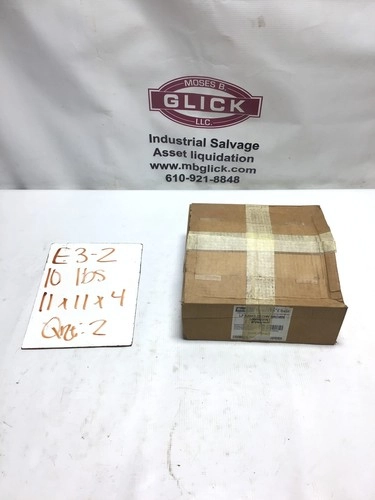 MOSES B.
GLICK
LLC.
Industrial Salvage
Asset liquidation
www.mbglick.com
610-921-8848
E3-2
10 lbs
11x11x4
Qty: 2